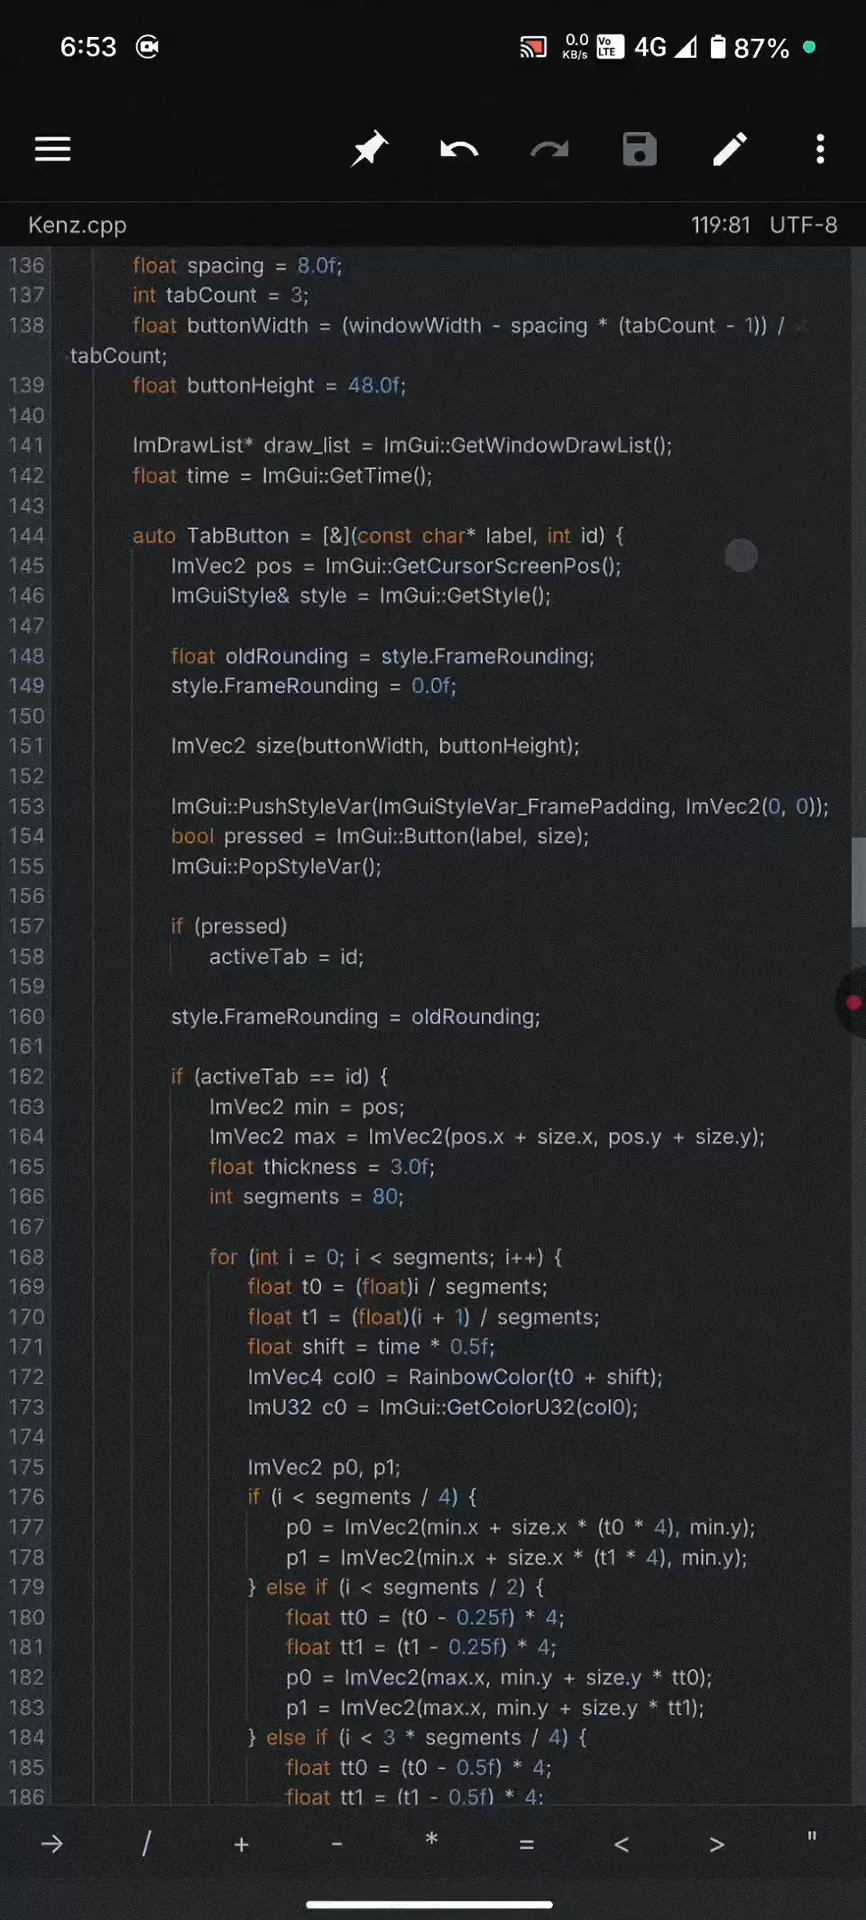 6:53 0.0 KB/s Vo LTE 4G 87%
Kenz.cpp 119:81 UTF-8
136 float spacing = 8.0f;
137 int tabCount = 3;
138 float buttonWidth = (windowWidth - spacing * (tabCount - 1)) /
tabCount;
139 float buttonHeight = 48.0f;
140
141 ImDrawList* draw_list = ImGui::GetWindowDrawList();
142 float time = ImGui::GetTime();
143
144 auto TabButton = [&](const char* label, int id) {
145 ImVec2 pos = ImGui::GetCursorScreenPos();
146 ImGuiStyle& style = ImGui::GetStyle();
147
148 float oldRounding = style.FrameRounding;
149 style.FrameRounding = 0.0f;
150
151 ImVec2 size(buttonWidth, buttonHeight);
152
153 ImGui::PushStyleVar(ImGuiStyleVar_FramePadding, ImVec2(0, 0));
154 bool pressed = ImGui::Button(label, size);
155 ImGui::PopStyleVar();
156
157 if (pressed)
158 activeTab = id;
159
160 style.FrameRounding = oldRounding;
161
162 if (activeTab == id) {
163 ImVec2 min = pos;
164 ImVec2 max = ImVec2(pos.x + size.x, pos.y + size.y);
165 float thickness = 3.0f;
166 int segments = 80;
167
168 for (int i = 0; i < segments; i++) {
169 float t0 = (float)i / segments;
170 float t1 = (float)(i + 1) / segments;
171 float shift = time * 0.5f;
172 ImVec4 col0 = RainbowColor(t0 + shift);
173 ImU32 c0 = ImGui::GetColorU32(col0);
174
175 ImVec2 p0, p1;
176 if (i < segments / 4) {
177 p0 = ImVec2(min.x + size.x * (t0 * 4), min.y);
178 p1 = ImVec2(min.x + size.x * (t1 * 4), min.y);
179 } else if (i < segments / 2) {
180 float tt0 = (t0 - 0.25f) * 4;
181 float tt1 = (t1 - 0.25f) * 4;
182 p0 = ImVec2(max.x, min.y + size.y * tt0);
183 p1 = ImVec2(max.x, min.y + size.y * tt1);
184 } else if (i < 3 * segments / 4) {
185 float tt0 = (t0 - 0.5f) * 4;
186 float tt1 = (t1 - 0.5f) * 4;
→ / + - * = < > "